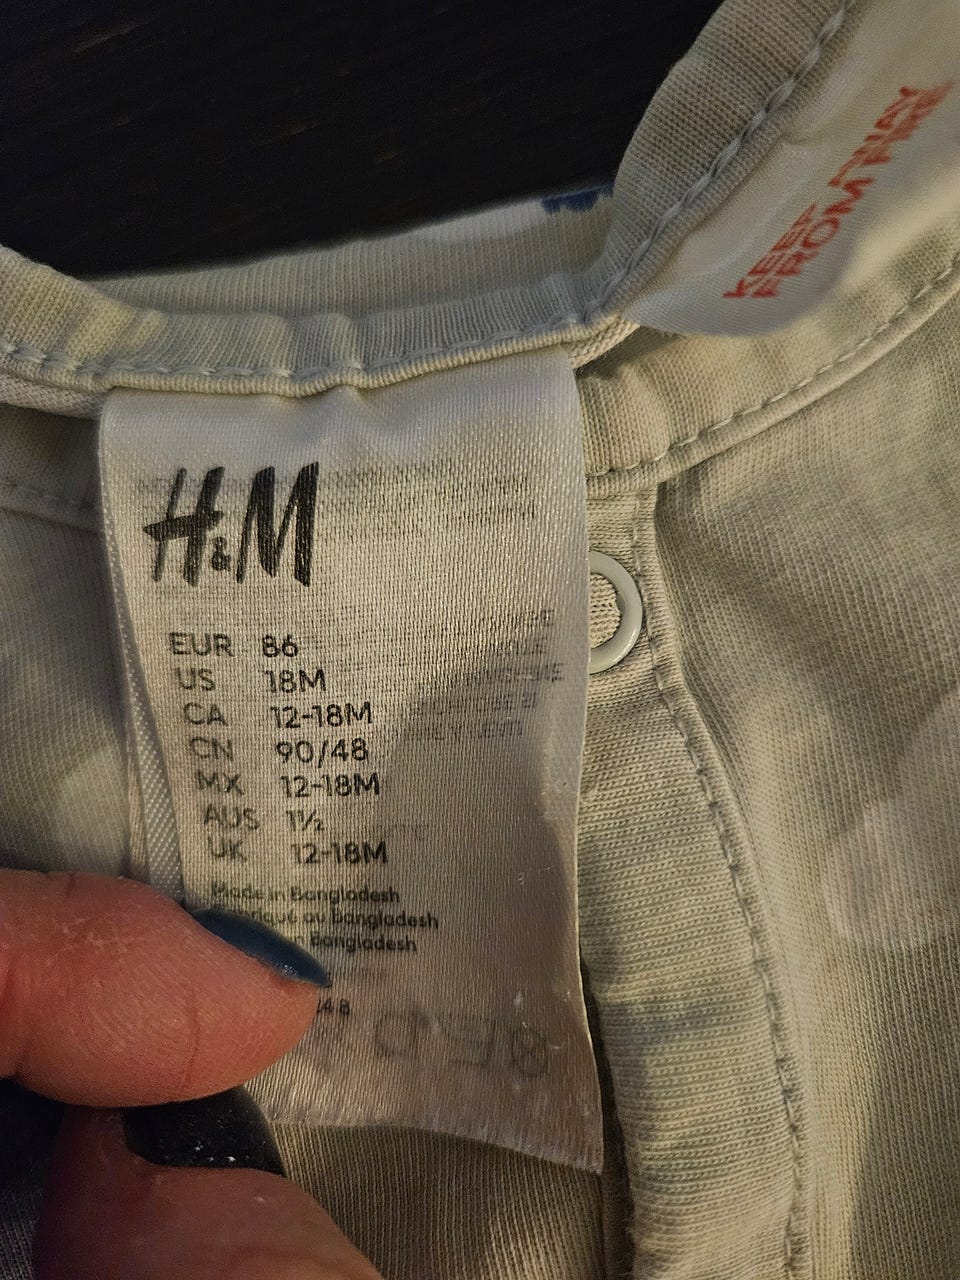 KEEP AWAY
FROM FIRE
H&M
EUR 86
US 18M
CA 12-18M
CN 90/48
MX 12-18M
AUS 1½
UK 12-18M
Made in Bangladesh
au Bangladesh
Bangladesh